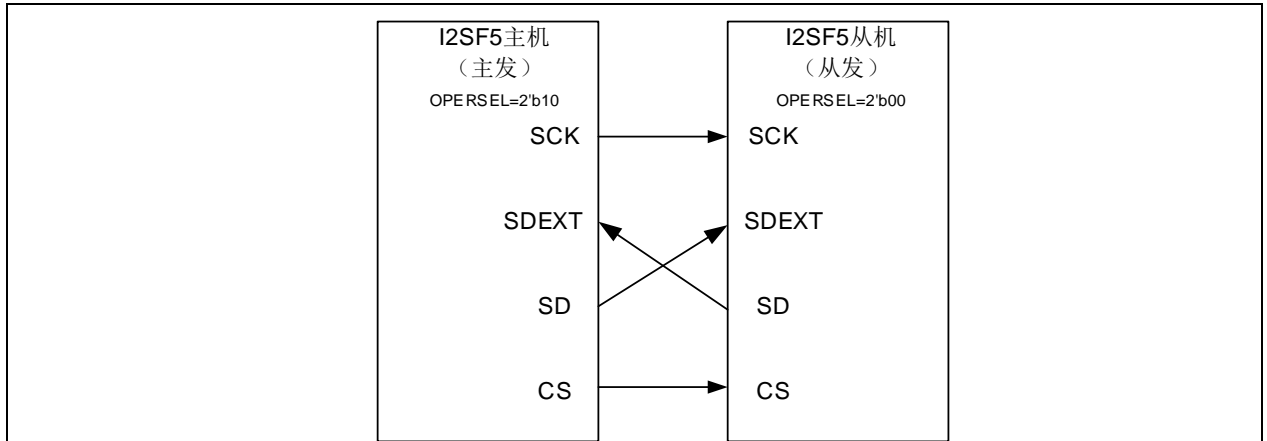 I2SF5主机
（主发）
OPERSEL=2'b10
SCK
SDEXT
SD
CS
I2SF5从机
（从发）
OPERSEL=2'b00
SCK
SDEXT
SD
CS